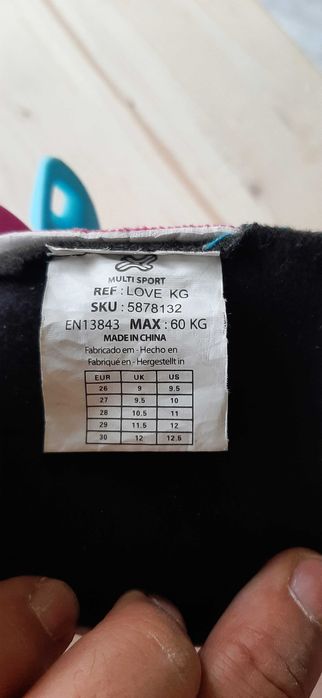 MULTI SPORT
REF : LOVE KG
SKU : 5878132
EN13843 MAX : 60 KG
MADE IN CHINA
Fabricado em - Hecho en
Fabriqué en - Hergestellt in
EUR UK US
26 9 9.5
27 9.5 10
28 10.5 11
29 11.5 12
30 12 12.5